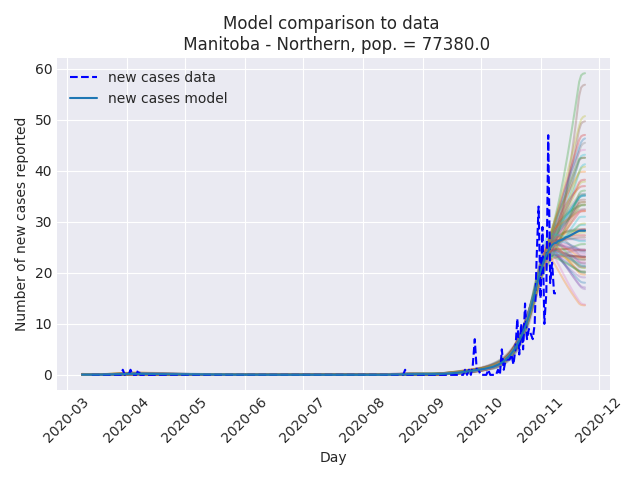 Model comparison to data
Manitoba - Northern, pop. = 77380.0
new cases data
new cases model
Number of new cases reported
60
50
40
30
20
10
0
2020-03
2020-04
2020-05
2020-06
2020-07
2020-08
2020-09
2020-10
2020-11
2020-12
Day